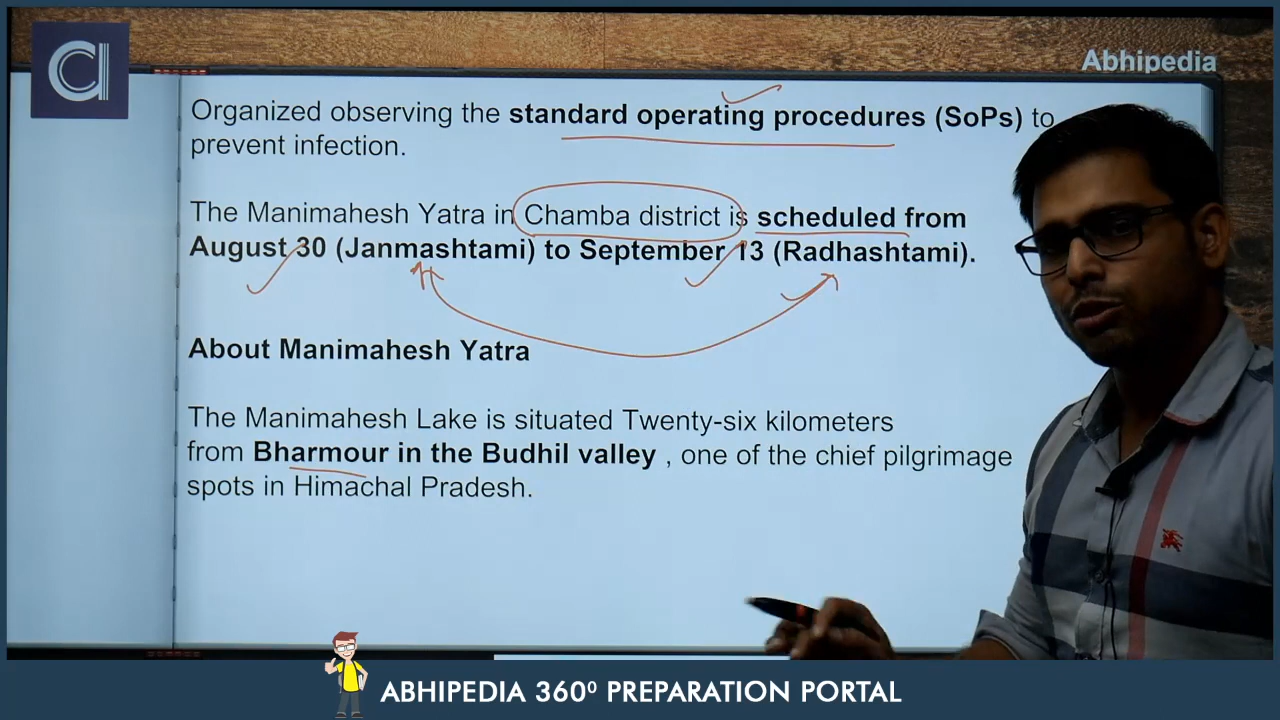 Abhipedia
Organized observing the standard operating procedures (SoPs) to
prevent infection.
The Manimahesh Yatra in Chamba district is scheduled from
August 30 (Janmashtami) to September 13 (Radhashtami).
About Manimahesh Yatra
The Manimahesh Lake is situated Twenty-six kilometers
from Bharmour in the Budhil valley , one of the chief pilgrimage
spots in Himachal Pradesh.
ABHIPEDIA 360⁰ PREPARATION PORTAL